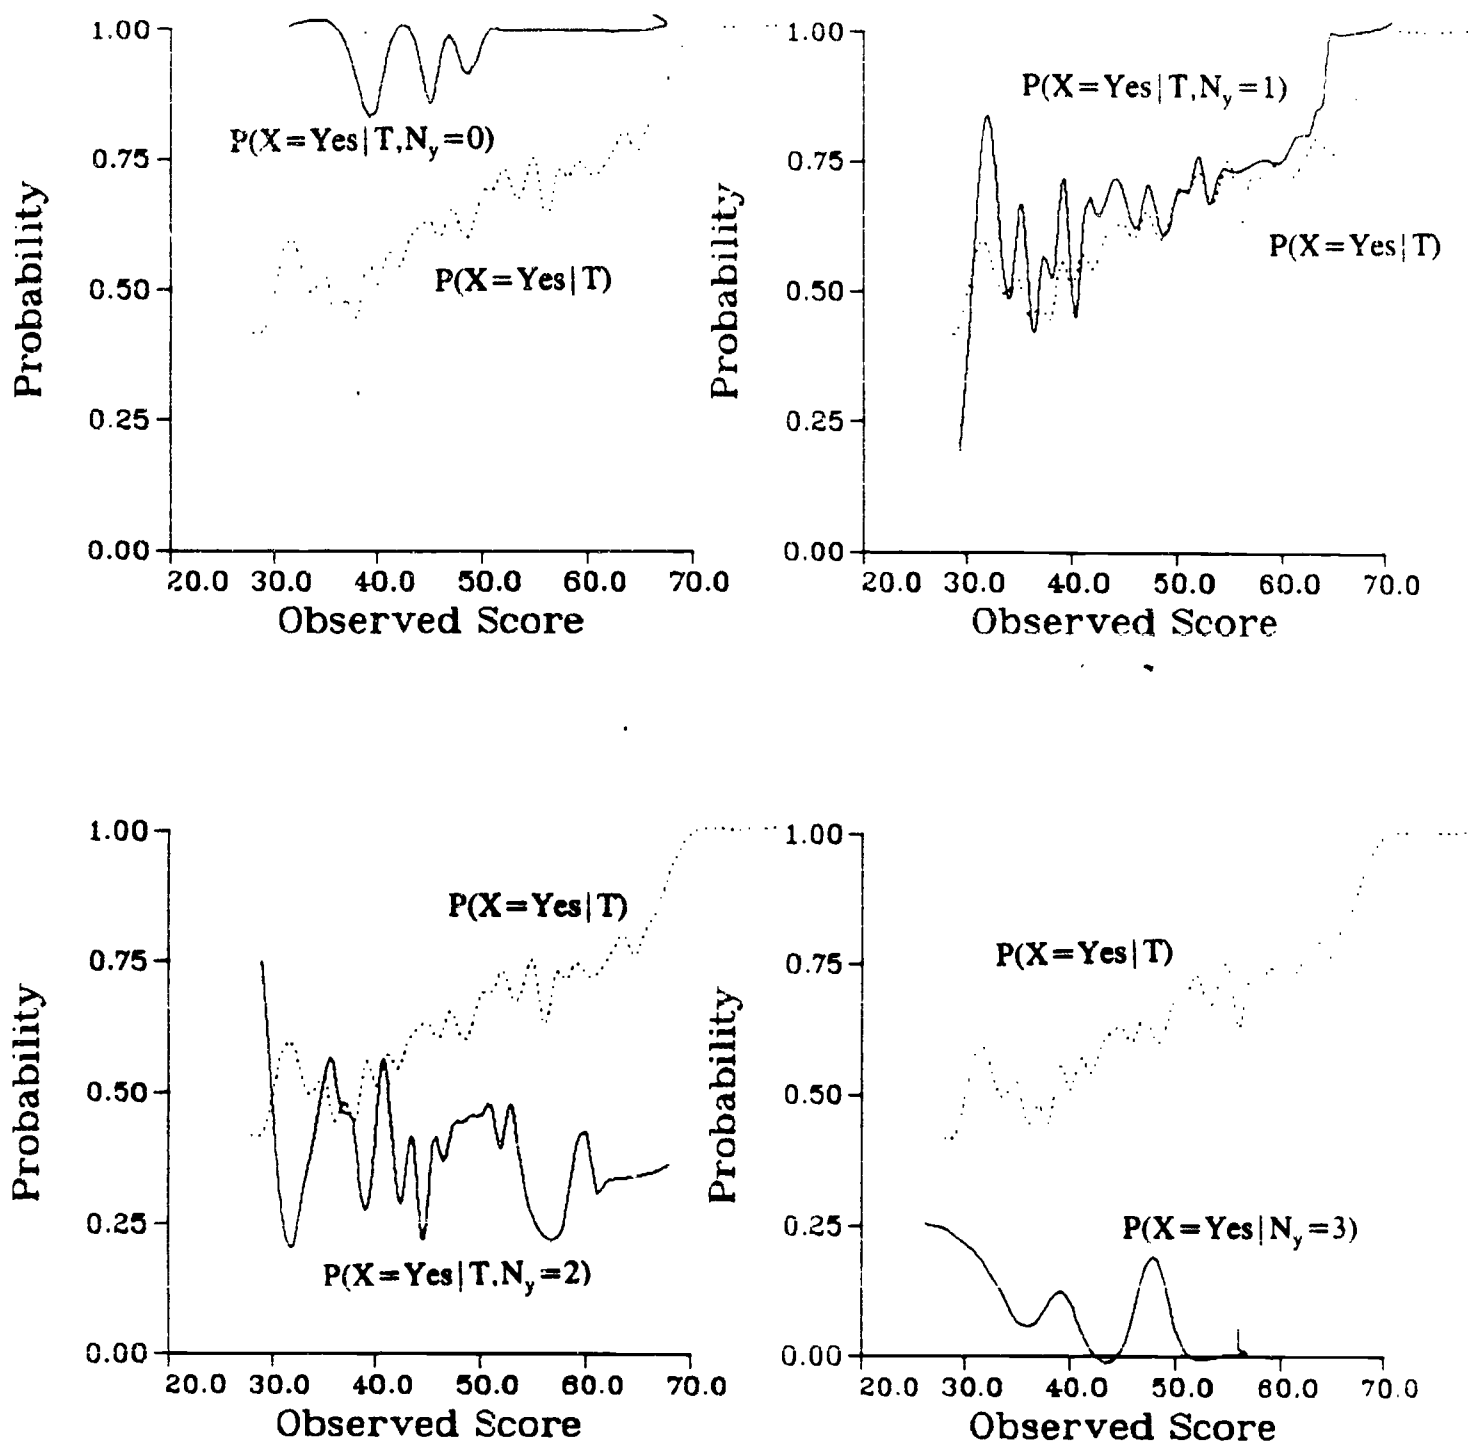 1.00
P(X=Yes|T,N_y=0)
0.75
Probability
0.50
P(X=Yes|T)
0.25
0.00
20.0 30.0 40.0 50.0 60.0 70.0
Observed Score
1.00
P(X=Yes|T,N_y=1)
0.75
Probability
P(X=Yes|T)
0.50
0.25
0.00
20.0 30.0 40.0 50.0 60.0 70.0
Observed Score
1.00
P(X=Yes|T)
0.75
Probability
0.50
0.25
P(X=Yes|T,N_y=2)
0.00
20.0 30.0 40.0 50.0 60.0 70.0
Observed Score
1.00
P(X=Yes|T)
0.75
Probability
0.50
0.25
P(X=Yes|N_y=3)
0.00
20.0 30.0 40.0 50.0 60.0 70.0
Observed Score